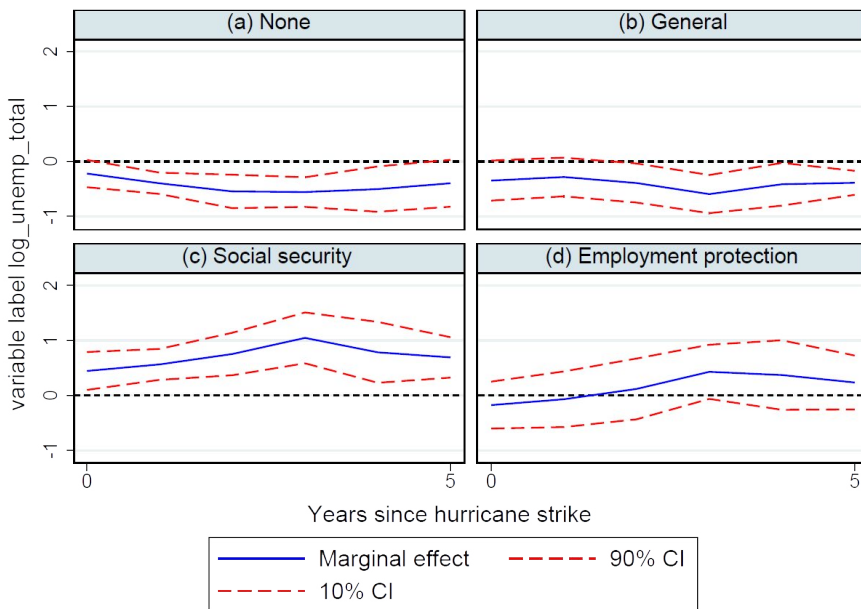 (a) None
(b) General
2
1
0
-1
(c) Social security
(d) Employment protection
2
1
0
-1
0
5
0
5
variable label log_unemp_total
Years since hurricane strike
Marginal effect
90% CI
10% CI